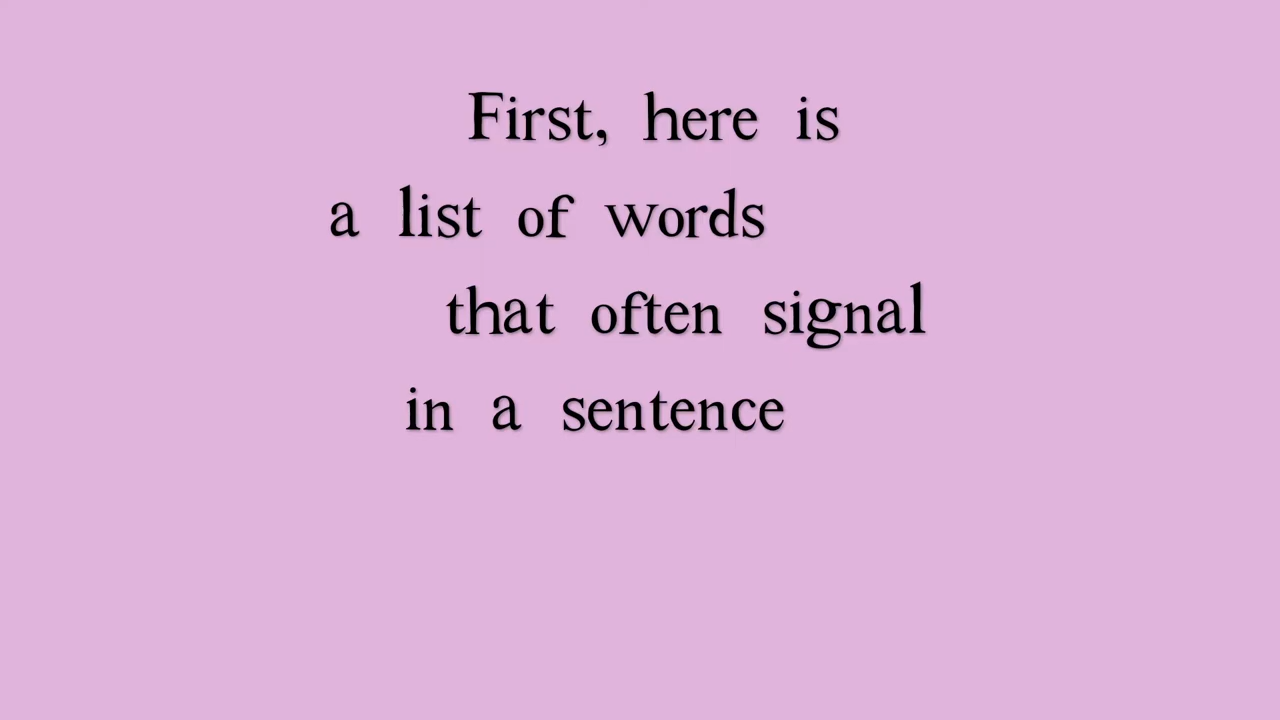 First, here is
a list of words
that often signal
in a sentence